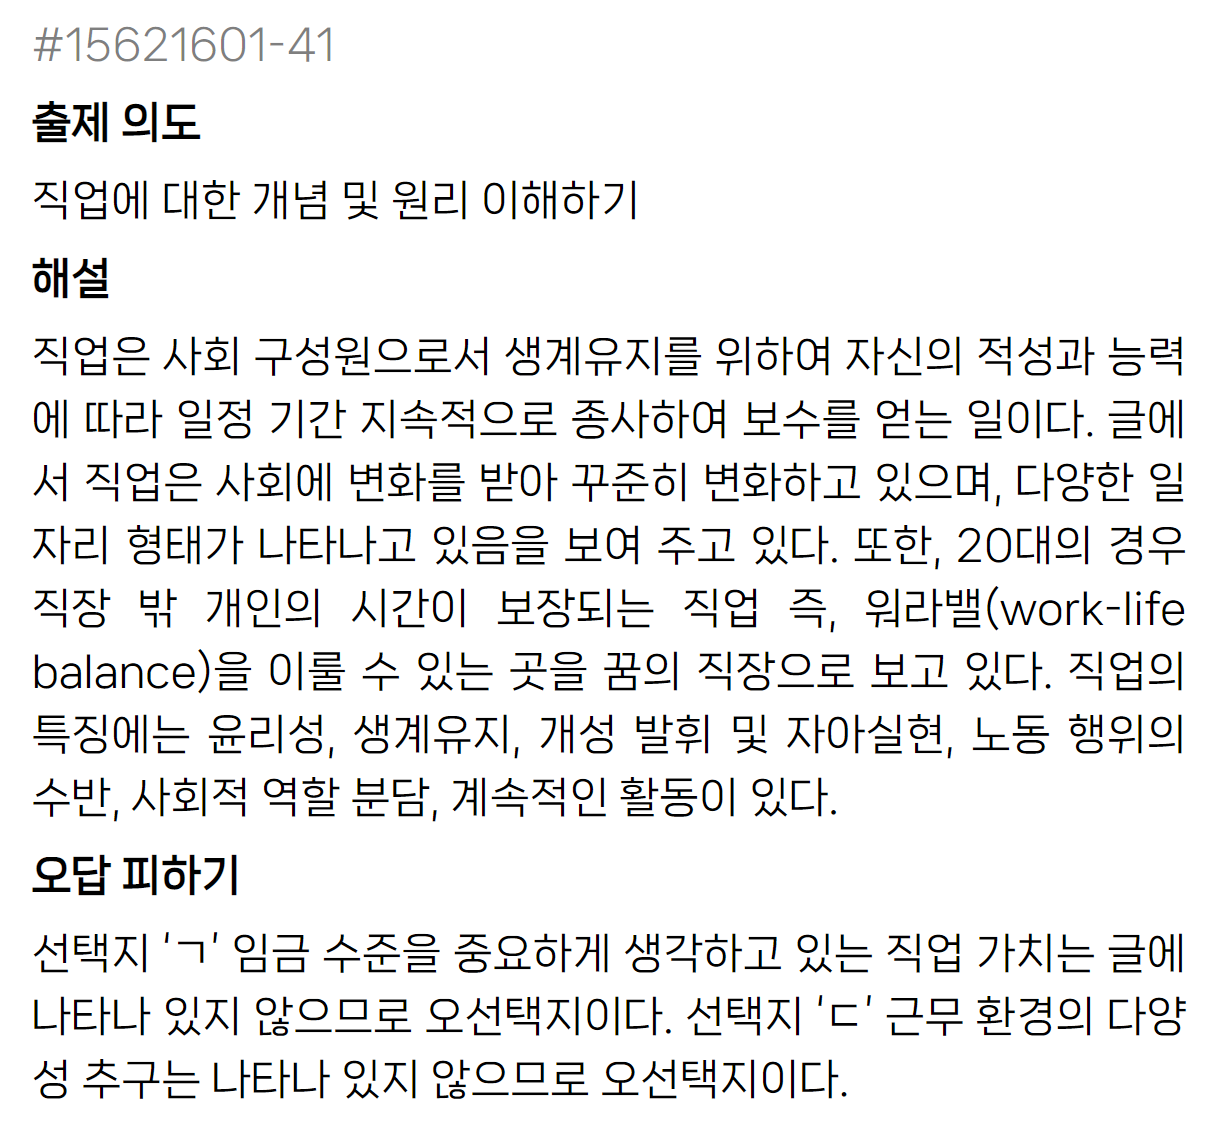 #15621601-41
출제 의도
직업에 대한 개념 및 원리 이해하기
해설
직업은 사회 구성원으로서 생계유지를 위하여 자신의 적성과 능력
에 따라 일정 기간 지속적으로 종사하여 보수를 얻는 일이다. 글에
서 직업은 사회에 변화를 받아 꾸준히 변화하고 있으며, 다양한 일
자리 형태가 나타나고 있음을 보여 주고 있다. 또한, 20대의 경우
직장 밖 개인의 시간이 보장되는 직업 즉, 워라밸(work-life
balance)을 이룰 수 있는 곳을 꿈의 직장으로 보고 있다. 직업의
특징에는 윤리성, 생계유지, 개성 발휘 및 자아실현, 노동 행위의
수반, 사회적 역할 분담, 계속적인 활동이 있다.
오답 피하기
선택지 ‘ㄱ’ 임금 수준을 중요하게 생각하고 있는 직업 가치는 글에
나타나 있지 않으므로 오선택지이다. 선택지 ‘ㄷ’ 근무 환경의 다양
성 추구는 나타나 있지 않으므로 오선택지이다.